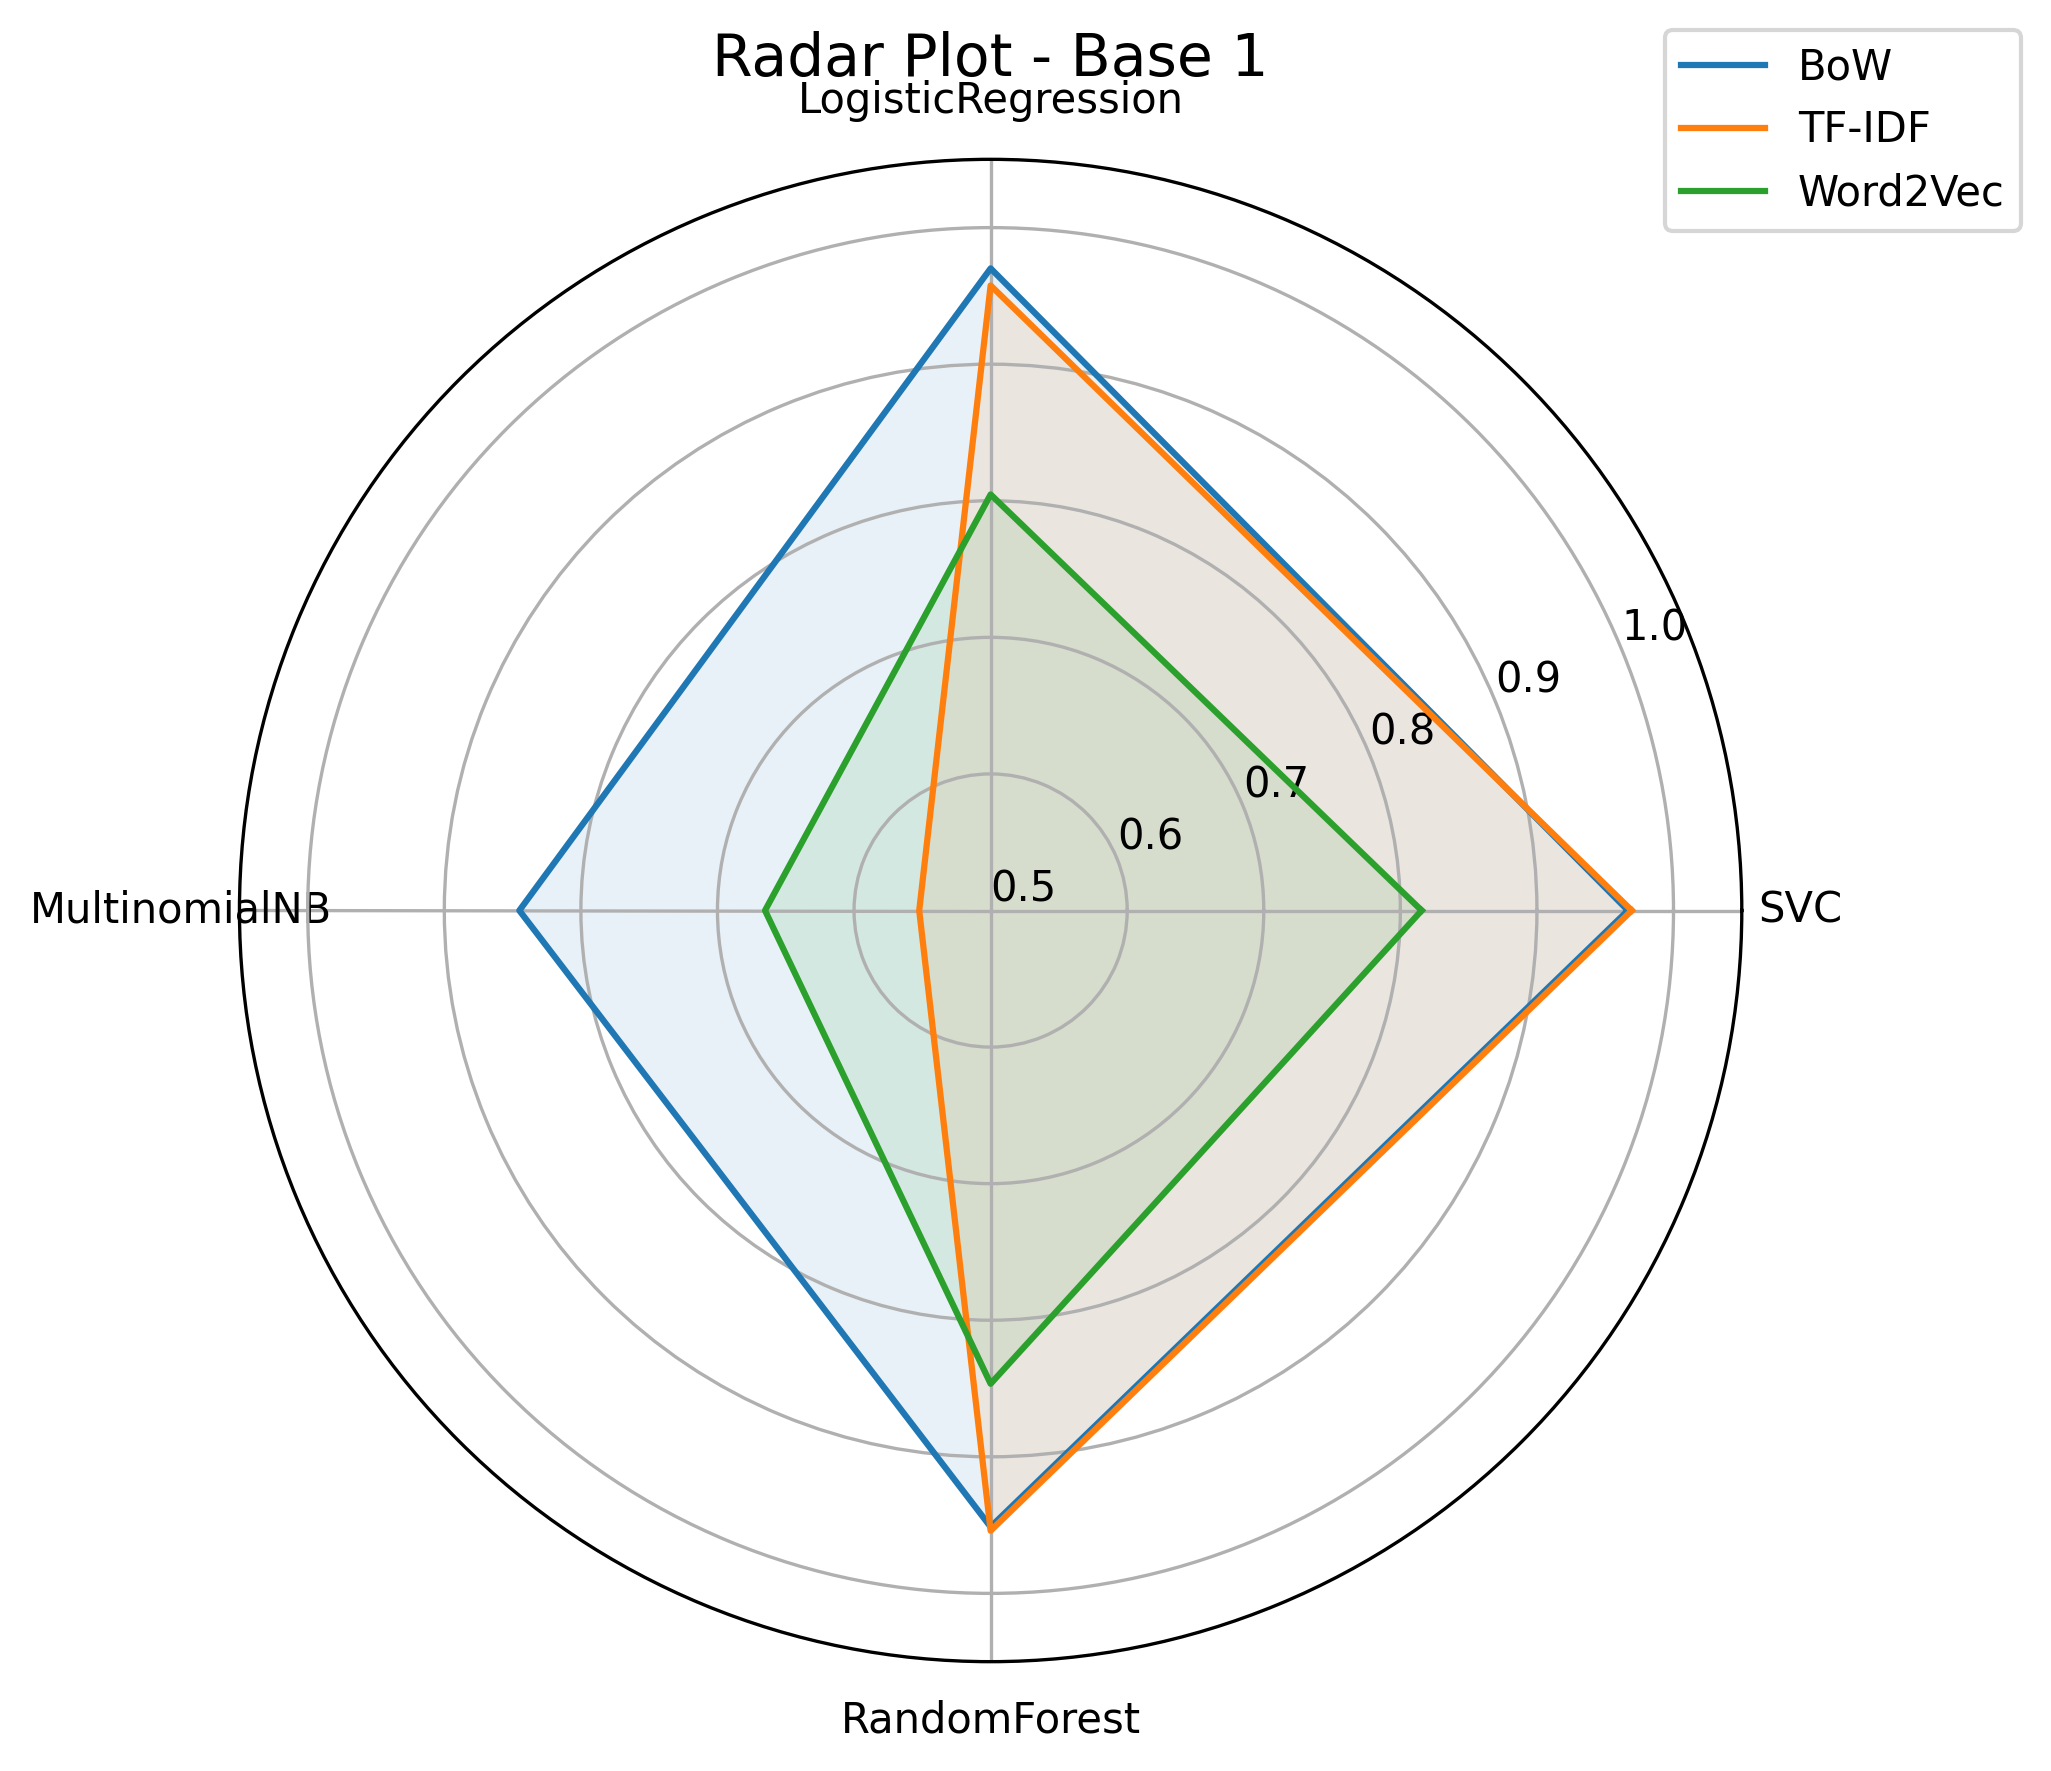 Radar Plot - Base 1
BoW
TF-IDF
Word2Vec
LogisticRegression
1.0
0.9
0.8
0.7
0.6
0.5
MultinomialNB
SVC
RandomForest